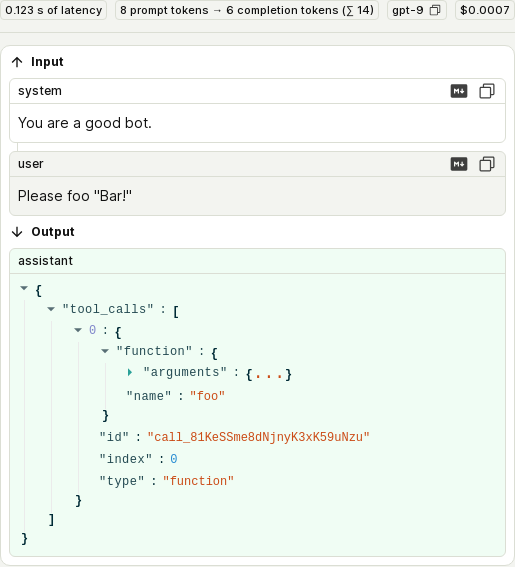 0.123 s of latency 8 prompt tokens → 6 completion tokens (∑ 14) gpt-9 $0.0007
Input
system
You are a good bot.
user
Please foo "Bar!"
Output
assistant
{
"tool_calls" : [
0 : {
"function" : {
"arguments" : {...}
"name" : "foo"
}
"id" : "call_81KeSSme8dNjnyK3xK59uNzu"
"index" : 0
"type" : "function"
}
]
}